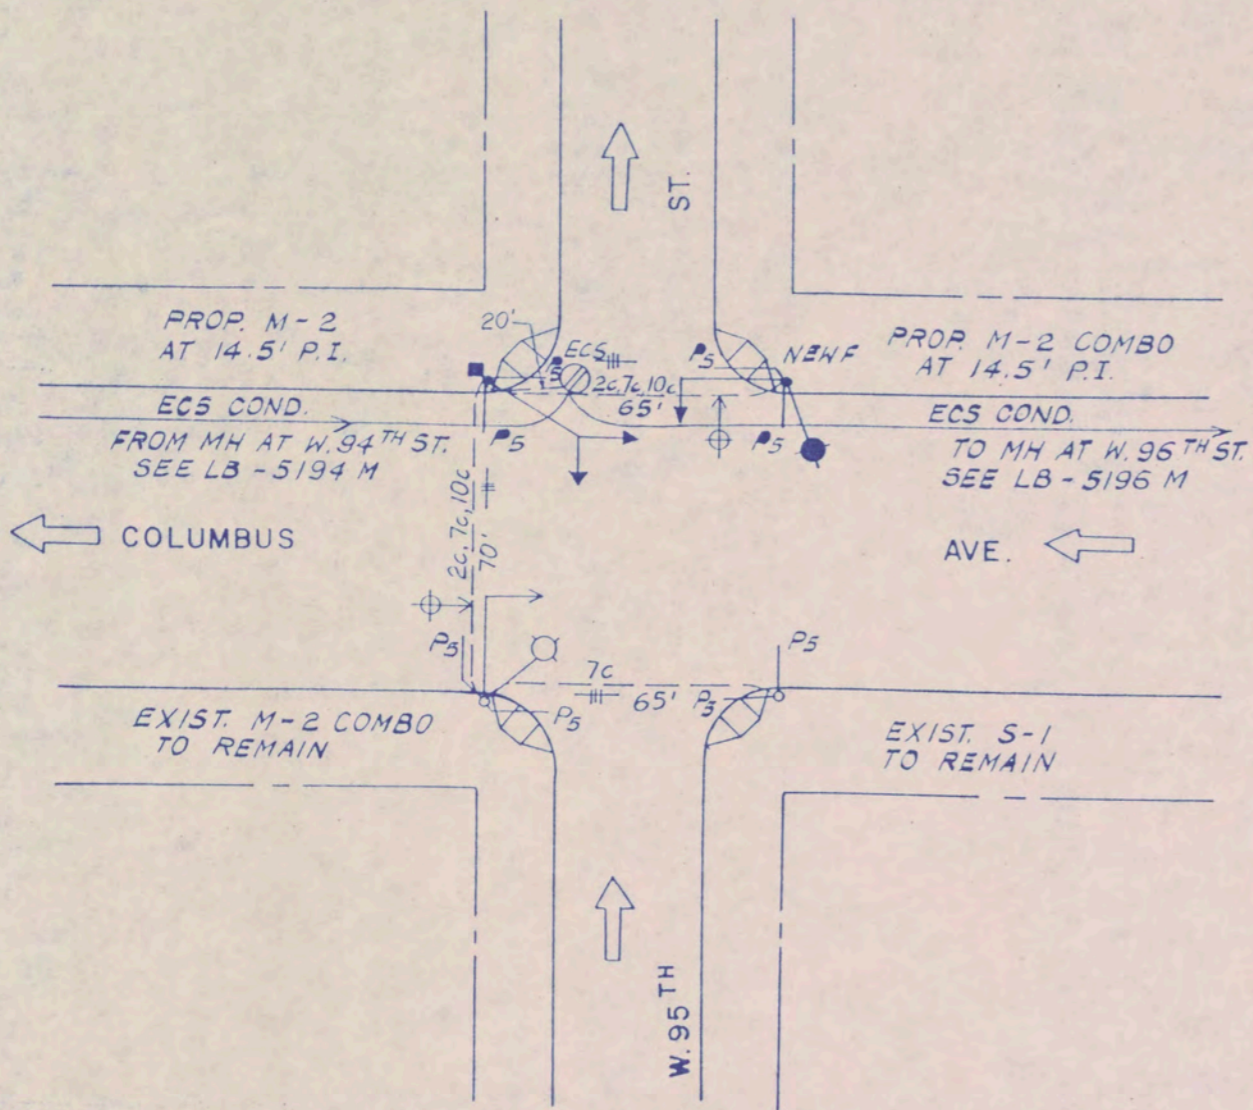 ST.
PROP. M-2
AT 14.5' P.I.
20'
ECS
P5
NEWF
PROP. M-2 COMBO
AT 14.5' P.I.
2c,7c,10c
65'
ECS COND.
FROM MH AT W.94TH ST.
SEE LB-5194 M
P5
P5
ECS COND.
TO MH AT W.96TH ST.
SEE LB-5196 M
COLUMBUS
2c,7c,10c
70'
AVE.
P5
P5
7C
65'
P5
P5
EXIST. M-2 COMBO
TO REMAIN
EXIST. S-1
TO REMAIN
W.95TH